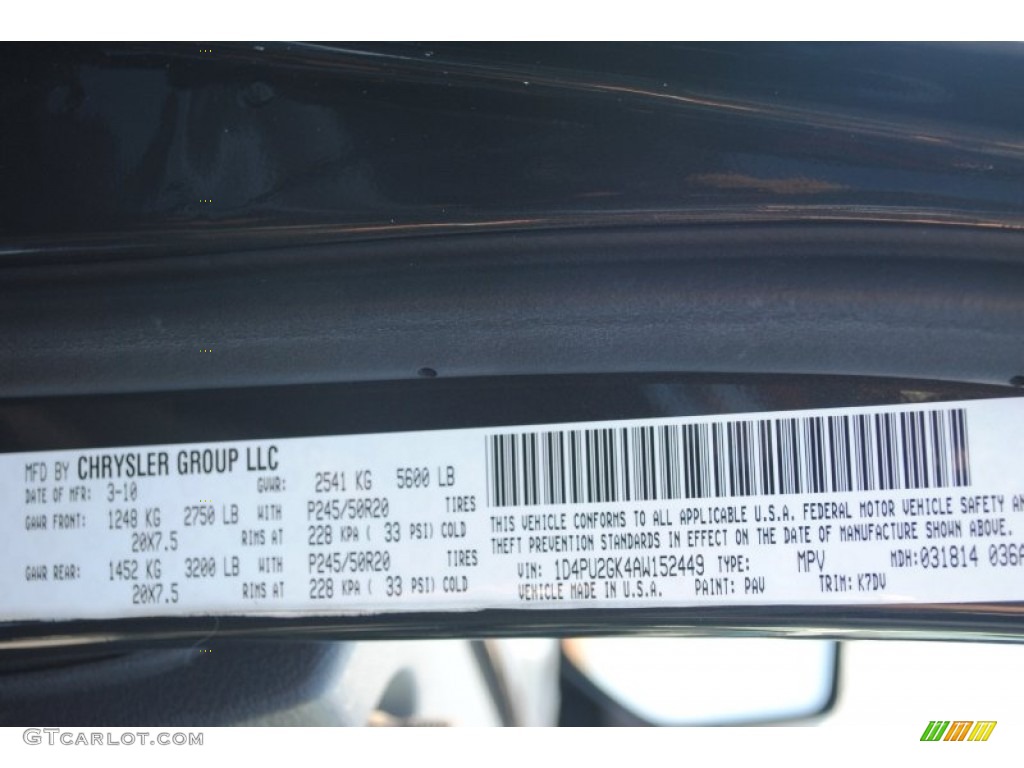 MFD BY CHRYSLER GROUP LLC
DATE OF MFR: 3-10 GVWR: 2541 KG 5600 LB
GAWR FRONT: 1248 KG 2750 LB WITH P245/50R20 TIRES
20X7.5 RIMS AT 228 KPA ( 33 PSI) COLD
GAWR REAR: 1452 KG 3200 LB WITH P245/50R20 TIRES
20X7.5 RIMS AT 228 KPA ( 33 PSI) COLD
THIS VEHICLE CONFORMS TO ALL APPLICABLE U.S.A. FEDERAL MOTOR VEHICLE SAFETY AN
THEFT PREVENTION STANDARDS IN EFFECT ON THE DATE OF MANUFACTURE SHOWN ABOVE.
VIN: 1D4PU2GK4AW152449 TYPE: MPV MDH:031814 036A
VEHICLE MADE IN U.S.A. PAINT: PAV TRIM: K7DV
GTCARLOT.COM